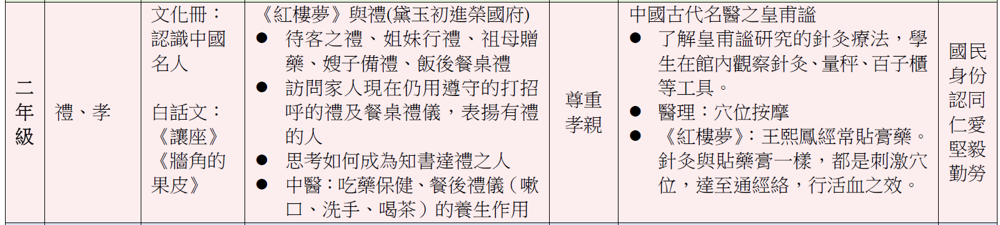 二
年
級
禮、孝
文化冊：
認識中國
名人
白話文：
《讓座》
《牆角的
果皮》
《紅樓夢》與禮(黛玉初進榮國府)
● 待客之禮、姐妹行禮、祖母贈
藥、嫂子備禮、飯後餐桌禮
● 訪問家人現在仍用遵守的打招
呼的禮及餐桌禮儀，表揚有禮
的人
● 思考如何成為知書達禮之人
● 中醫：吃藥保健、餐後禮儀（嗽
口、洗手、喝茶）的養生作用
尊重
孝親
中國古代名醫之皇甫謐
● 了解皇甫謐研究的針灸療法，學
生在館內觀察針灸、量秤、百子櫃
等工具。
● 醫理：穴位按摩
● 《紅樓夢》：王熙鳳經常貼膏藥。
針灸與貼藥膏一樣，都是刺激穴
位，達至通經絡，行活血之效。
國民
身份
認同
仁愛
堅毅
勤勞